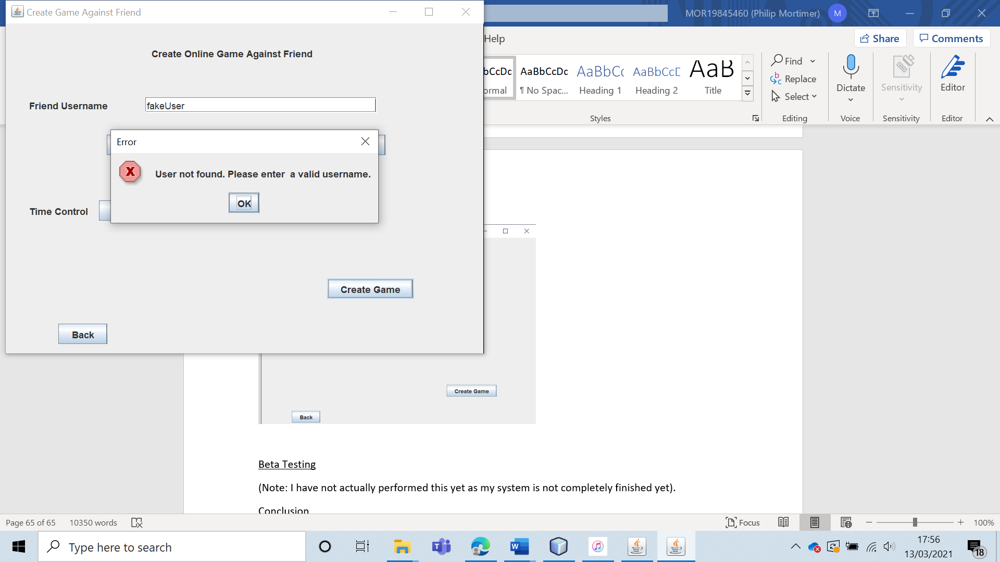 Create Game Against Friend
MOR19845460 (Philip Mortimer)
M
Help
Share
Comments
Create Online Game Against Friend
Friend Username
fakeUser
Error
User not found. Please enter  a valid username.
OK
Time Control
Create Game
Back
AaBbCcDc
AaBbC
AaBbCcD
AaB
¶ No Spac...
Heading 1
Heading 2
Title
Styles
Find
Replace
Select
Editing
Dictate
Voice
Sensitivity
Sensitivity
Editor
Editor
Create Game
Back
Beta Testing
(Note: I have not actually performed this yet as my system is not completely finished yet).
Conclusion
Page 65 of 65
10350 words
Focus
100%
Type here to search
17:56
13/03/2021
18